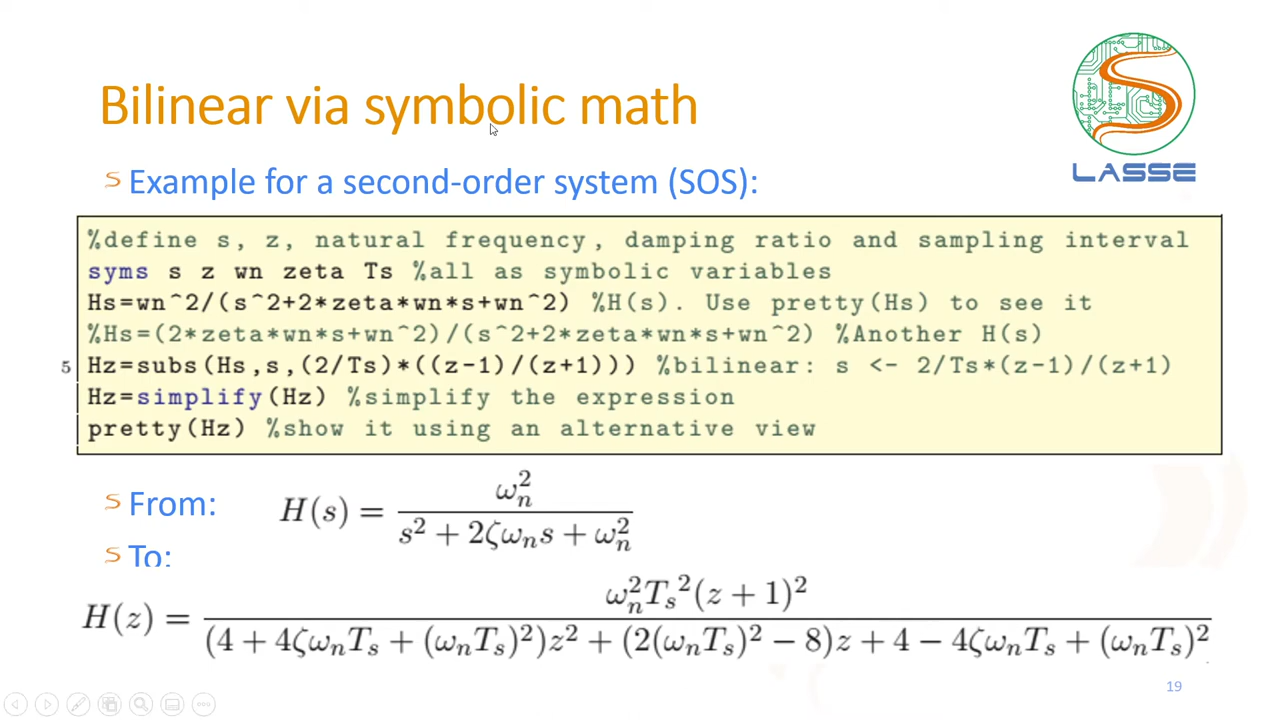 Bilinear via symbolic math
LASSE
Example for a second-order system (SOS):
%define s, z, natural frequency, damping ratio and sampling interval
syms s z wn zeta Ts %all as symbolic variables
Hs=wn^2/(s^2+2*zeta*wn*s+wn^2) %H(s). Use pretty(Hs) to see it
%Hs=(2*zeta*wn*s+wn^2)/(s^2+2*zeta*wn*s+wn^2) %Another H(s)
5 Hz=subs(Hs,s,(2/Ts)*((z-1)/(z+1))) %bilinear: s <- 2/Ts*(z-1)/(z+1)
Hz=simplify(Hz) %simplify the expression
pretty(Hz) %show it using an alternative view
From: H(s) = ω_n^2 / (s^2 + 2ζω_n s + ω_n^2)
To:
H(z) = ω_n^2 T_s^2 (z + 1)^2 / ((4 + 4ζω_n T_s + (ω_n T_s)^2)z^2 + (2(ω_n T_s)^2 − 8)z + 4 − 4ζω_n T_s + (ω_n T_s)^2)
19